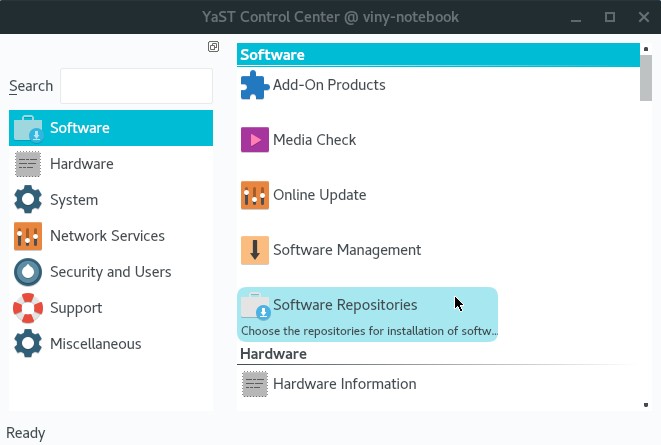 YaST Control Center @ viny-notebook
Search
Software
Hardware
System
Network Services
Security and Users
Support
Miscellaneous
Software
Add-On Products
Media Check
Online Update
Software Management
Software Repositories
Choose the repositories for installation of softw...
Hardware
Hardware Information
Ready